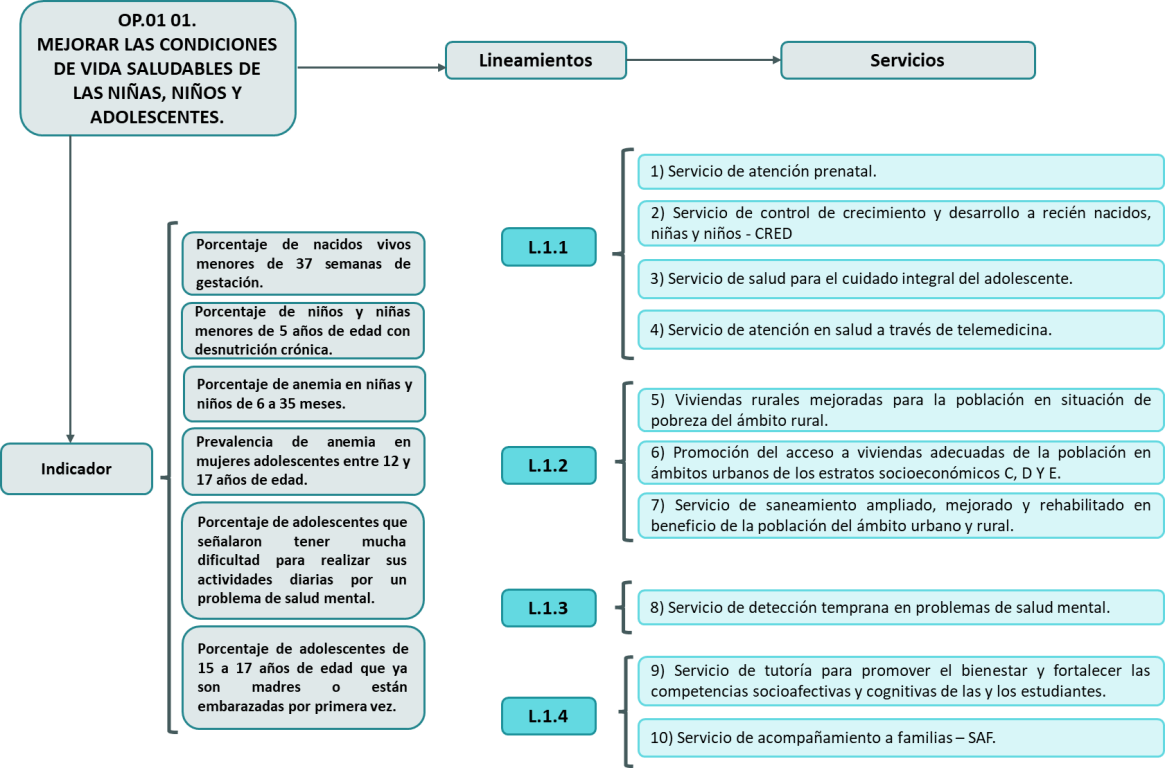 OP.01 01.
MEJORAR LAS CONDICIONES
DE VIDA SALUDABLES DE
LAS NIÑAS, NIÑOS Y
ADOLESCENTES.
Lineamientos
Servicios
Indicador
Porcentaje de nacidos vivos
menores de 37 semanas de
gestación.
Porcentaje de niños y niñas
menores de 5 años de edad con
desnutrición crónica.
Porcentaje de anemia en niñas y
niños de 6 a 35 meses.
Prevalencia de anemia en
mujeres adolescentes entre 12 y
17 años de edad.
Porcentaje de adolescentes que
señalaron tener mucha
dificultad para realizar sus
actividades diarias por un
problema de salud mental.
Porcentaje de adolescentes de
15 a 17 años de edad que ya
son madres o están
embarazadas por primera vez.
L.1.1
1) Servicio de atención prenatal.
2) Servicio de control de crecimiento y desarrollo a recién nacidos,
niñas y niños - CRED
3) Servicio de salud para el cuidado integral del adolescente.
4) Servicio de atención en salud a través de telemedicina.
L.1.2
5) Viviendas rurales mejoradas para la población en situación de
pobreza del ámbito rural.
6) Promoción del acceso a viviendas adecuadas de la población en
ámbitos urbanos de los estratos socioeconómicos C, D Y E.
7) Servicio de saneamiento ampliado, mejorado y rehabilitado en
beneficio de la población del ámbito urbano y rural.
L.1.3
8) Servicio de detección temprana en problemas de salud mental.
L.1.4
9) Servicio de tutoría para promover el bienestar y fortalecer las
competencias socioafectivas y cognitivas de las y los estudiantes.
10) Servicio de acompañamiento a familias – SAF.